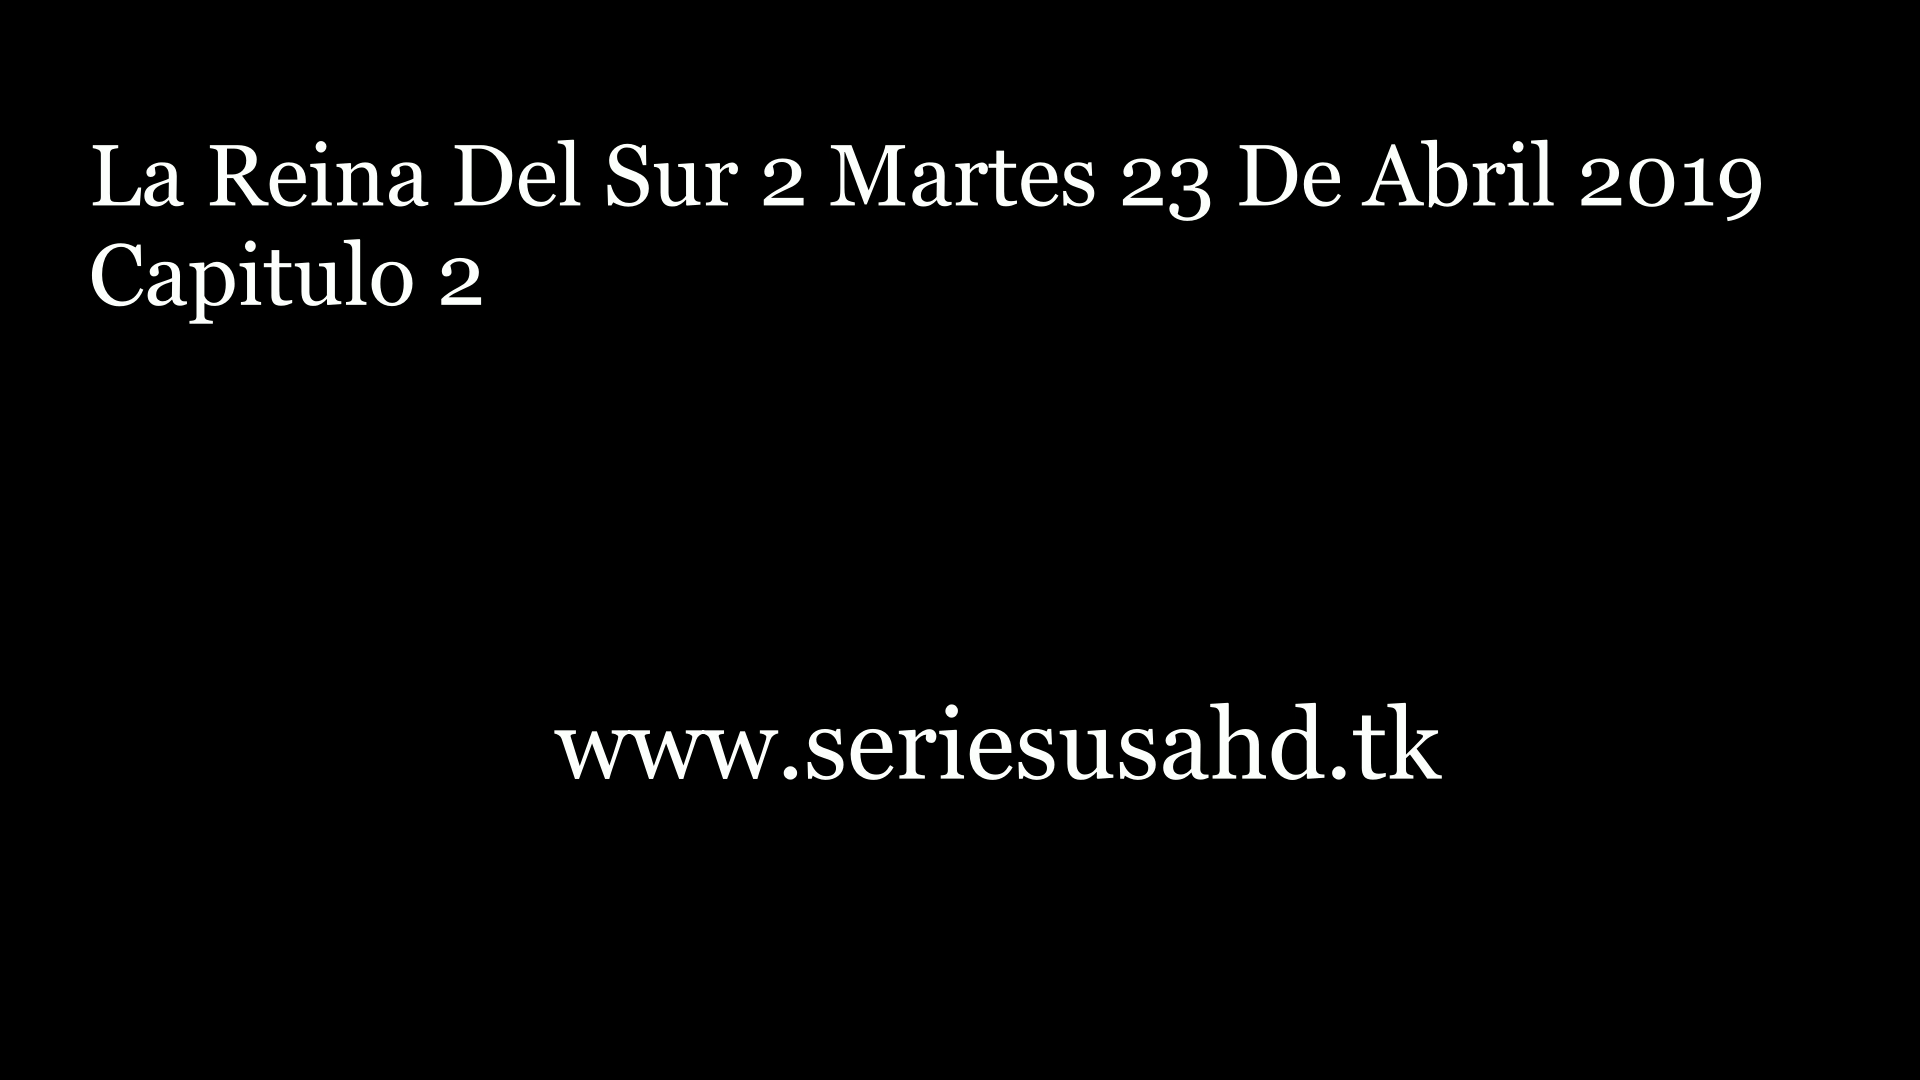 La Reina Del Sur 2 Martes 23 De Abril 2019
Capitulo 2
www.seriesusahd.tk